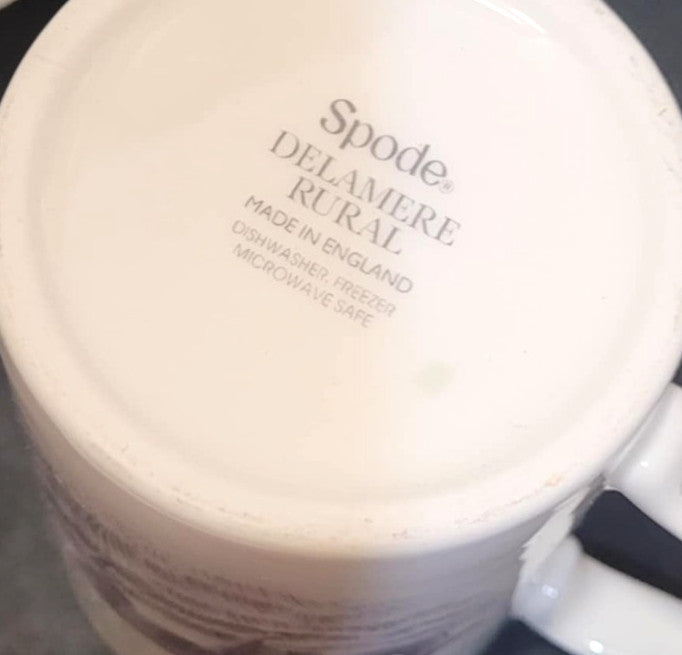 Spode®
DELAMERE
RURAL
MADE IN ENGLAND
DISHWASHER, FREEZER
MICROWAVE SAFE